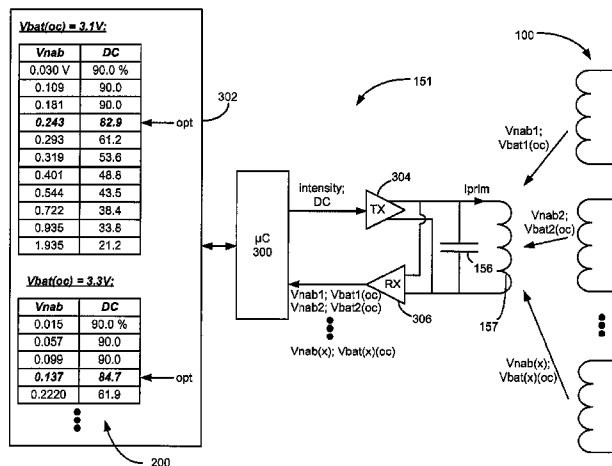 Vbat(oc) = 3.1V:
Vnab DC
0.030 V 90.0 %
0.109 90.0
0.181 90.0
0.243 82.9
0.293 61.2
0.319 53.6
0.401 48.8
0.544 43.5
0.722 38.4
0.935 33.8
1.935 21.2
opt
302
Vbat(oc) = 3.3V:
Vnab DC
0.015 90.0 %
0.057 90.0
0.099 90.0
0.137 84.7
0.2220 61.9
opt
200
µC
300
intensity;
DC
304
TX
Iprim
RX
306
156
157
151
Vnab1; Vbat1(oc)
Vnab2; Vbat2(oc)
Vnab(x); Vbat(x)(oc)
100
Vnab1;
Vbat1(oc)
Vnab2;
Vbat2(oc)
Vnab(x);
Vbat(x)(oc)